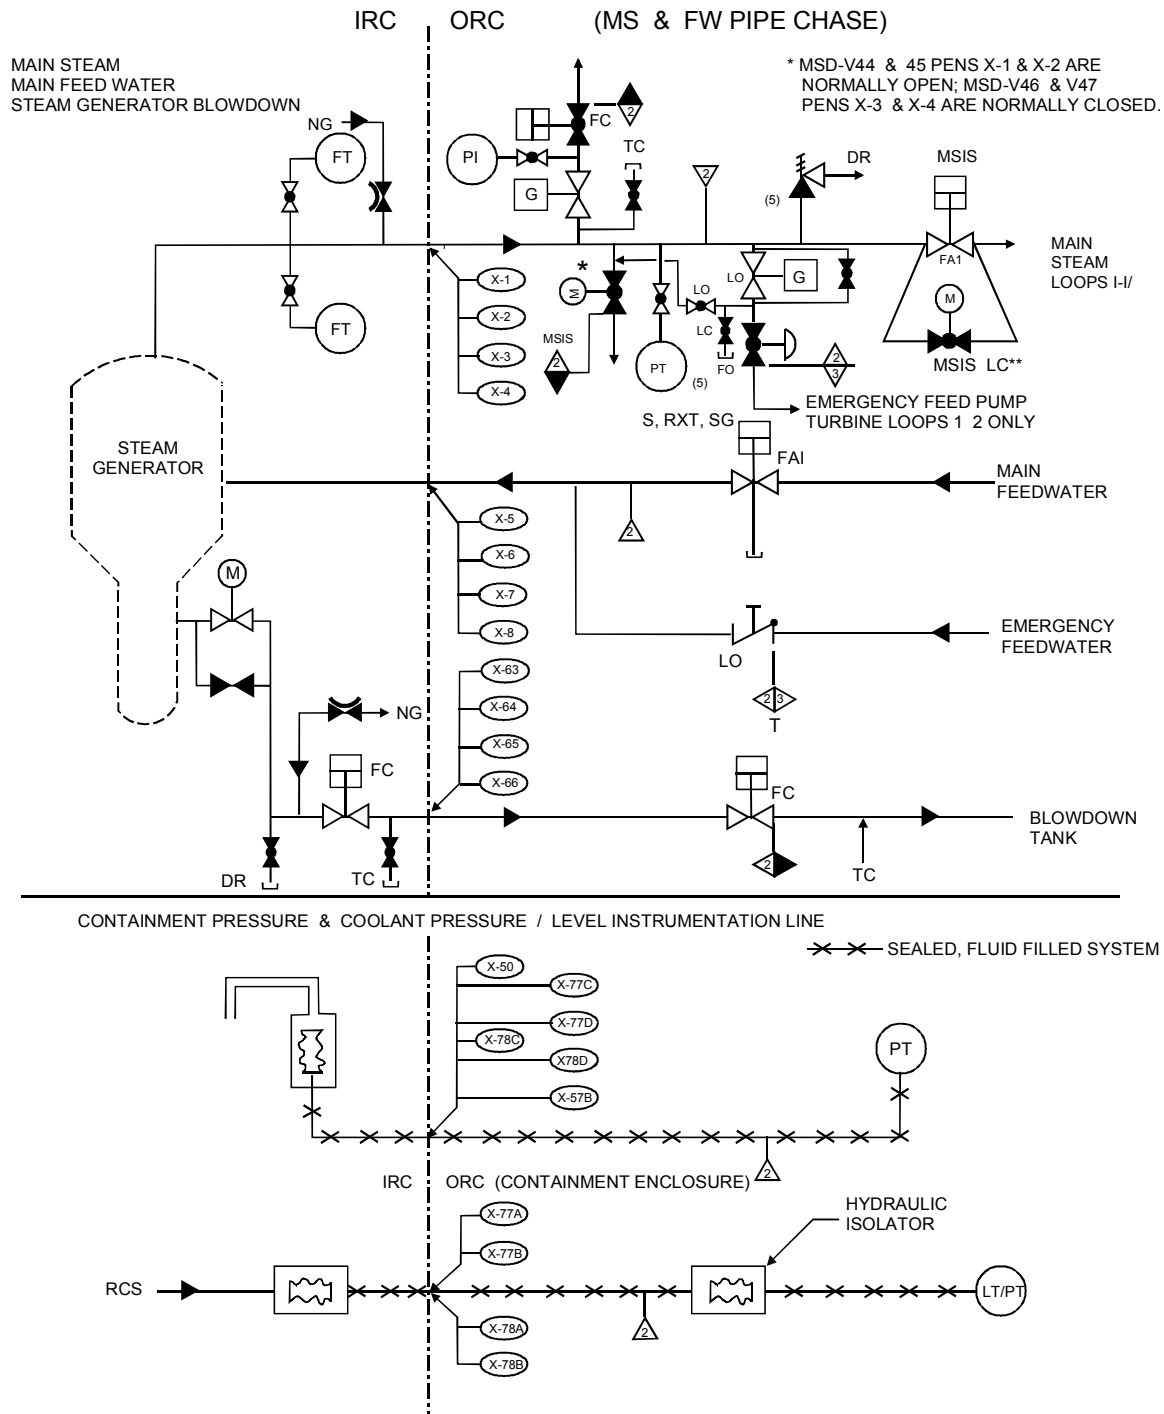 IRC ORC (MS & FW PIPE CHASE)
MAIN STEAM
MAIN FEED WATER
STEAM GENERATOR BLOWDOWN
* MSD-V44 & 45 PENS X-1 & X-2 ARE
NORMALLY OPEN; MSD-V46 & V47
PENS X-3 & X-4 ARE NORMALLY CLOSED.
NG
FT
FC
2
PI
TC
G
2
(5)
DR
MSIS
FA1
MAIN
STEAM
LOOPS I-I/
X-1
X-2
X-3
X-4
FT
*
M
MSIS
2
PT
(5)
LO
LC
FO
LO
G
2
3
M
MSIS LC**
EMERGENCY FEED PUMP
TURBINE LOOPS 1 2 ONLY
S, RXT, SG
FAI
STEAM
GENERATOR
MAIN
FEEDWATER
X-5
X-6
X-7
X-8
2
M
LO
EMERGENCY
FEEDWATER
2 3
T
X-63
X-64
X-65
X-66
NG
FC
FC
BLOWDOWN
TANK
2
DR
TC
TC
CONTAINMENT PRESSURE & COOLANT PRESSURE / LEVEL INSTRUMENTATION LINE
SEALED, FLUID FILLED SYSTEM
X-50
X-77C
X-77D
X-78C
X78D
X-57B
PT
2
IRC ORC (CONTAINMENT ENCLOSURE)
X-77A
X-77B
HYDRAULIC
ISOLATOR
RCS
LT/PT
2
X-78A
X-78B